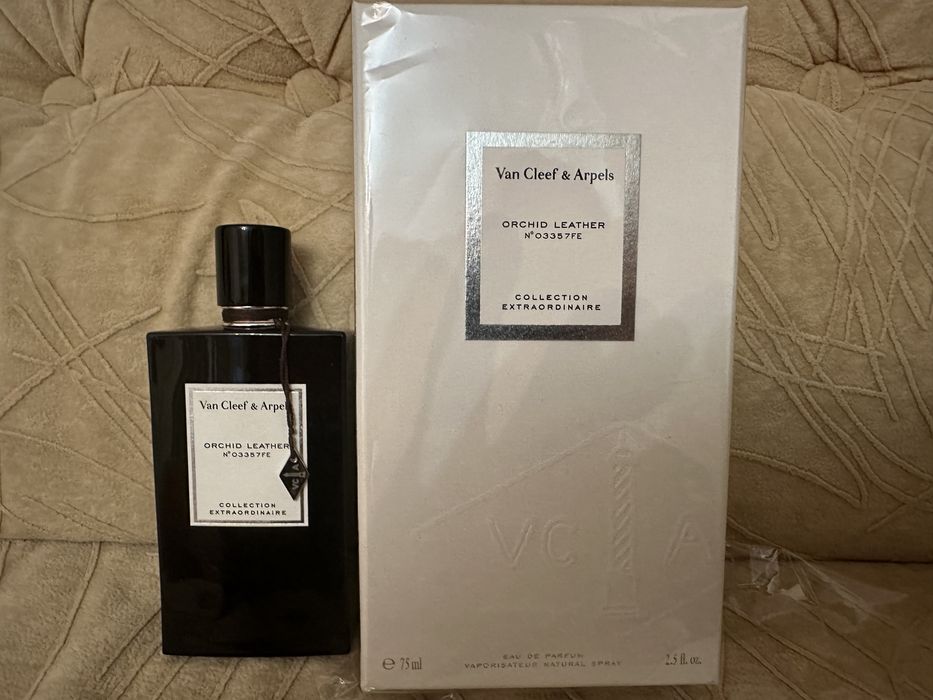 Van Cleef & Arpels
ORCHID LEATHER
N°03357FE
COLLECTION
EXTRAORDINAIRE
VC A
EAU DE PARFUM
VAPORISATEUR NATURAL SPRAY
e 75 ml
2.5 fl. oz.
Van Cleef & Arpels
ORCHID LEATHER
N°03357FE
COLLECTION
EXTRAORDINAIRE
VC A